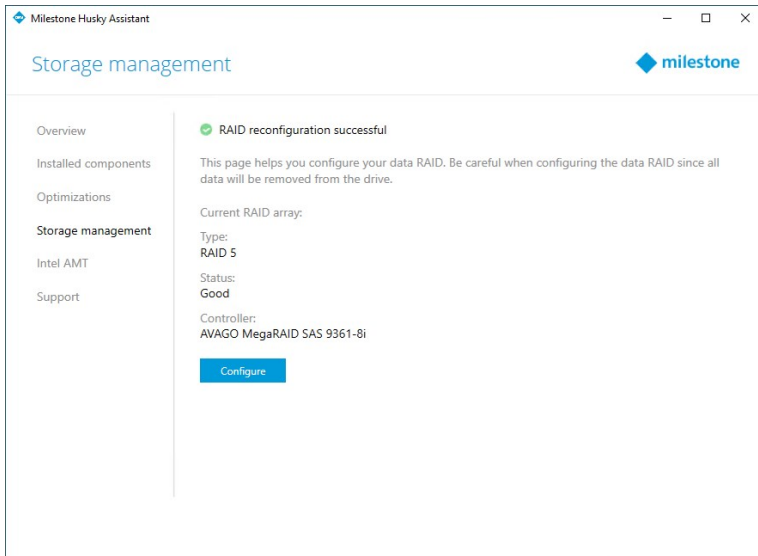 Milestone Husky Assistant
Storage management
milestone
Overview
Installed components
Optimizations
Storage management
Intel AMT
Support
RAID reconfiguration successful
This page helps you configure your data RAID. Be careful when configuring the data RAID since all
data will be removed from the drive.
Current RAID array:
Type:
RAID 5
Status:
Good
Controller:
AVAGO MegaRAID SAS 9361-8i
Configure